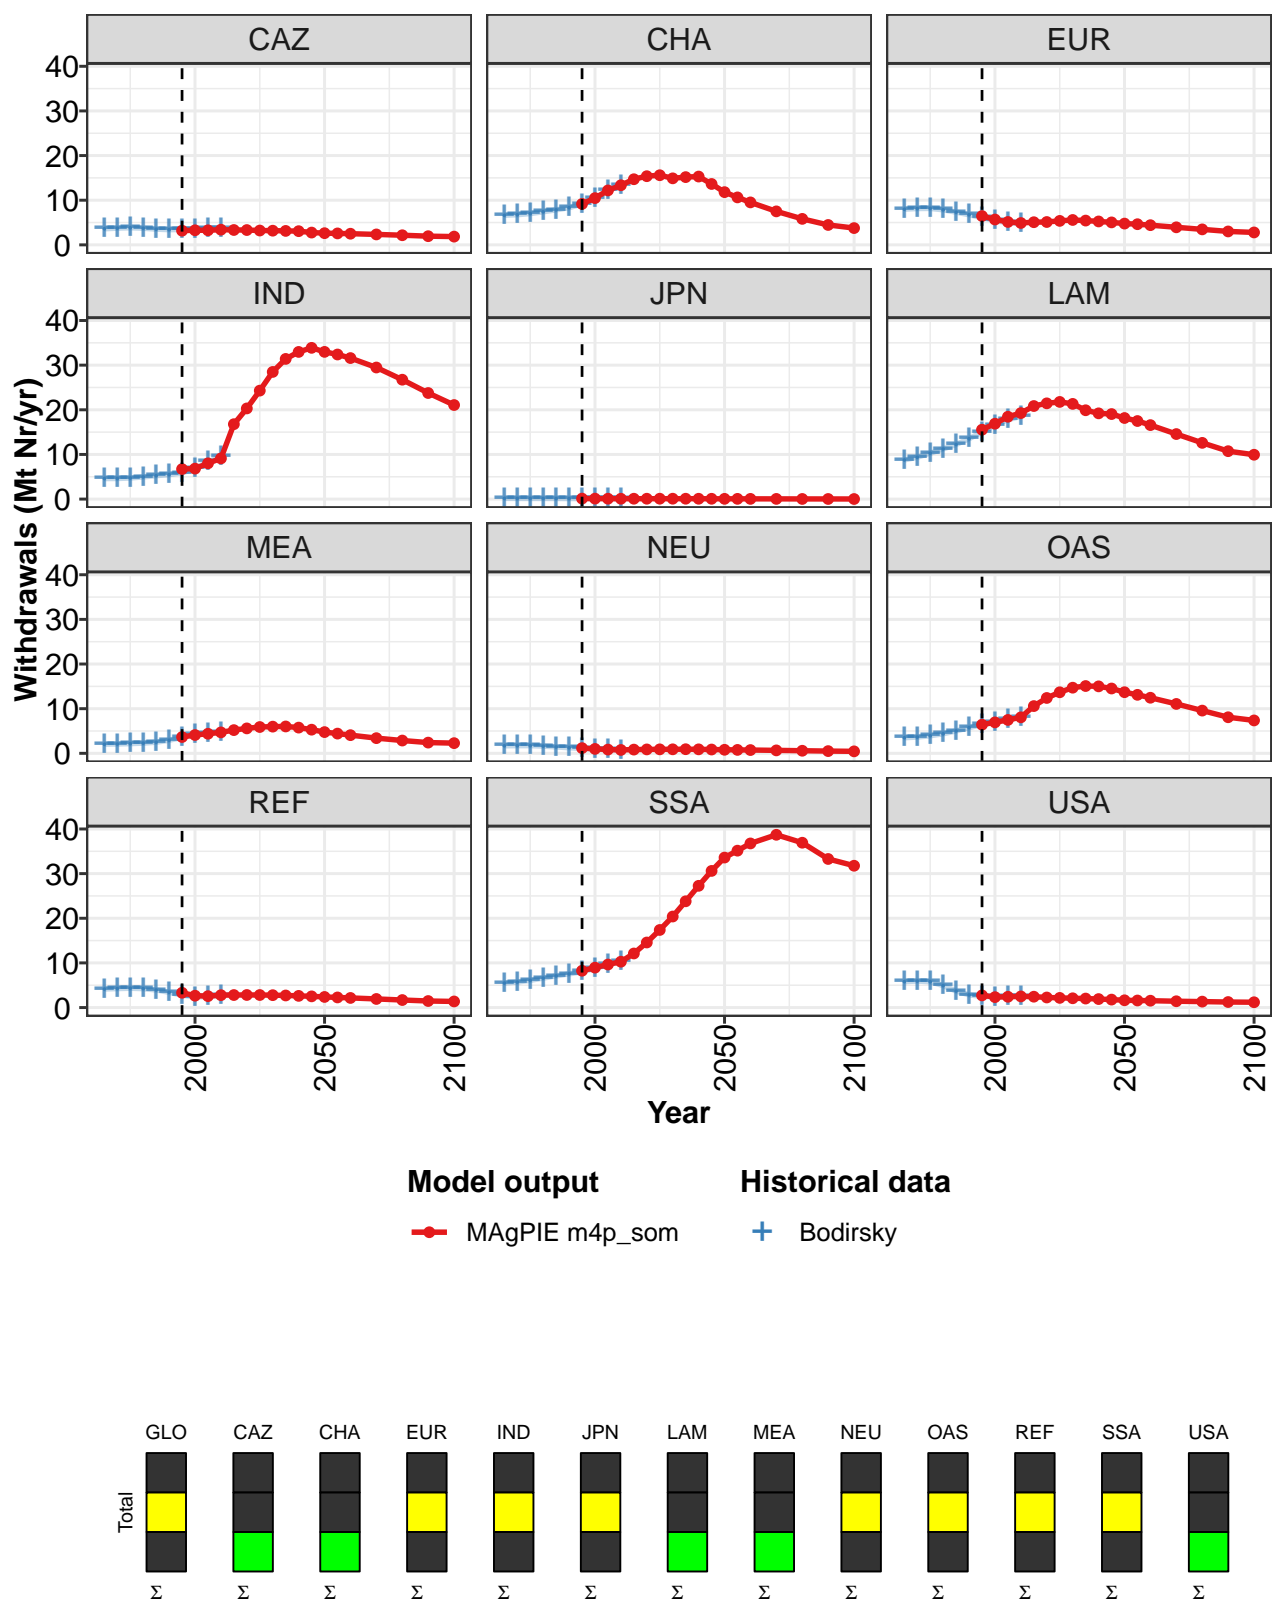 CAZ CHA EUR
40
30
20
10
0
IND JPN LAM
40
30
20
10
0
MEA NEU OAS
40
30
20
10
0
REF SSA USA
40
30
20
10
0
Withdrawals (Mt Nr/yr)
2000 2050 2100 2000 2050 2100 2000 2050 2100
Year
Model output Historical data
MAgPIE m4p_som Bodirsky
GLO CAZ CHA EUR IND JPN LAM MEA NEU OAS REF SSA USA
Total
Σ Σ Σ Σ Σ Σ Σ Σ Σ Σ Σ Σ Σ